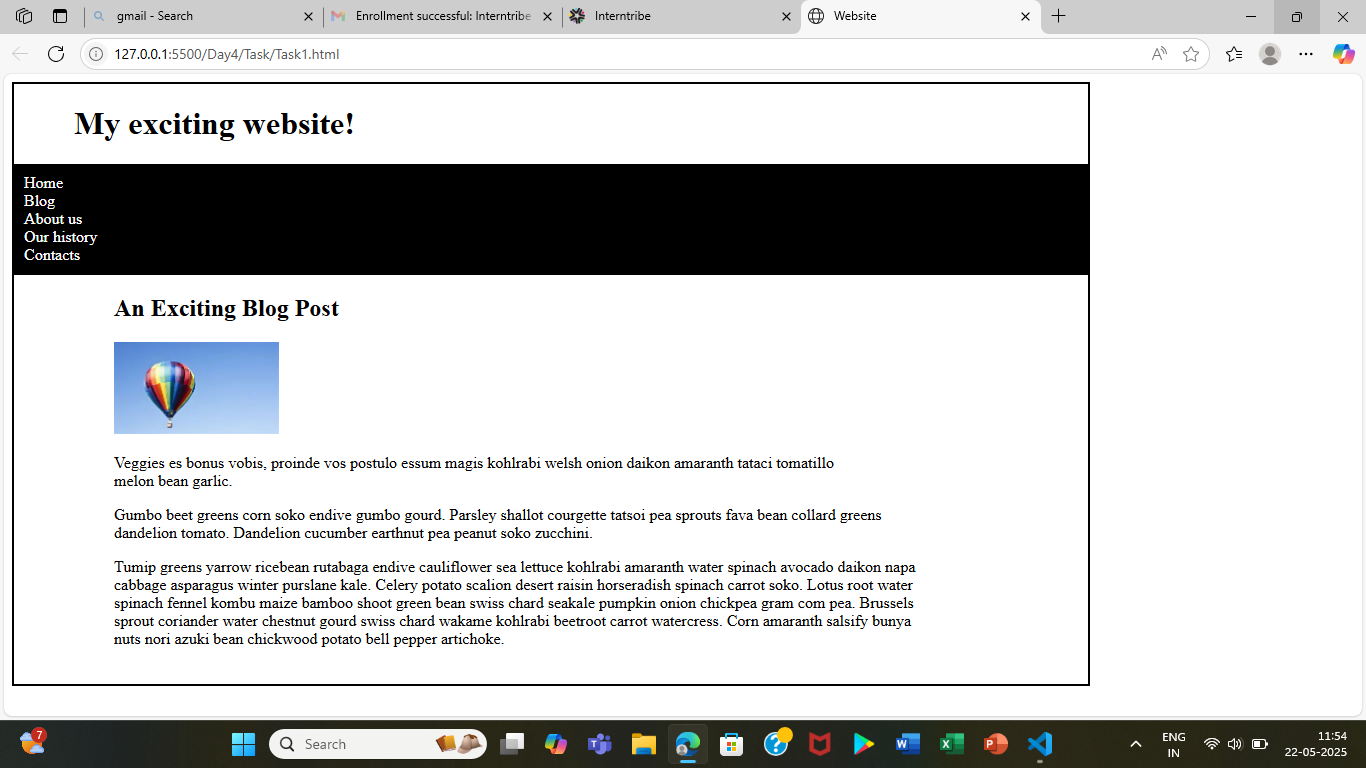 gmail - Search
Enrollment successful: Interntribe
Interntribe
Website
127.0.0.1:5500/Day4/Task/Task1.html
My exciting website!
Home
Blog
About us
Our history
Contacts
An Exciting Blog Post
Veggies es bonus vobis, proinde vos postulo essum magis kohlrabi welsh onion daikon amaranth tataci tomatillo
melon bean garlic.
Gumbo beet greens corn soko endive gumbo gourd. Parsley shallot courgette tatsoi pea sprouts fava bean collard greens
dandelion tomato. Dandelion cucumber earthnut pea peanut soko zucchini.
Tumip greens yarrow ricebean rutabaga endive cauliflower sea lettuce kohlrabi amaranth water spinach avocado daikon napa
cabbage asparagus winter purslane kale. Celery potato scalion desert raisin horseradish spinach carrot soko. Lotus root water
spinach fennel kombu maize bamboo shoot green bean swiss chard seakale pumpkin onion chickpea gram com pea. Brussels
sprout coriander water chestnut gourd swiss chard wakame kohlrabi beetroot carrot watercress. Corn amaranth salsify bunya
nuts nori azuki bean chickwood potato bell pepper artichoke.
7
Search
ENG
IN
11:54
22-05-2025